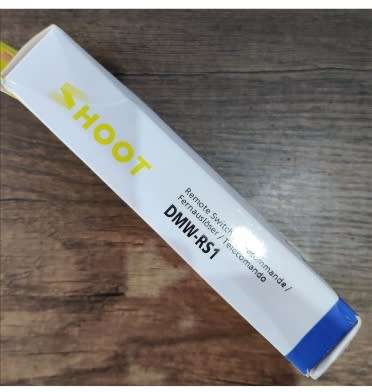 SHOOT
Remote Switch
Fernauslöser / Telecomando
DMW-RS1